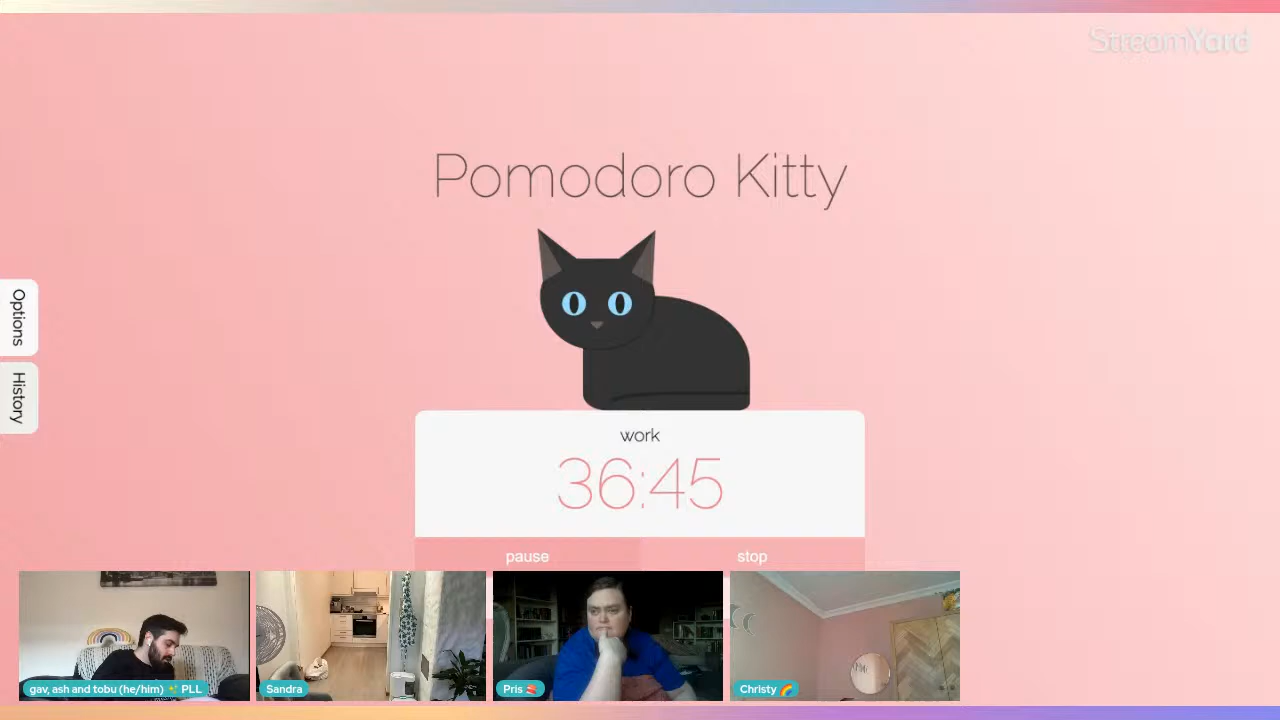 StreamYard
Pomodoro Kitty
Options
History
work
36:45
pause
stop
gav, ash and tobu (he/him) ✨ PLL
Sandra
Pris
Christy 🌈